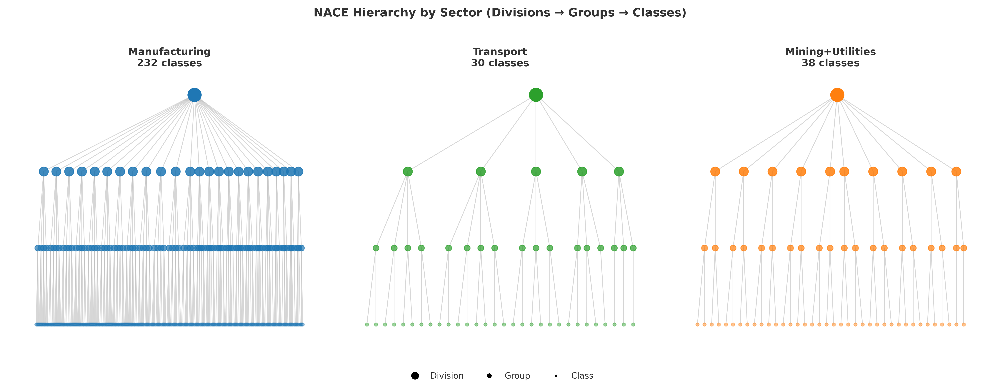 NACE Hierarchy by Sector (Divisions → Groups → Classes)
Manufacturing
232 classes
Transport
30 classes
Mining+Utilities
38 classes
Division
Group
Class